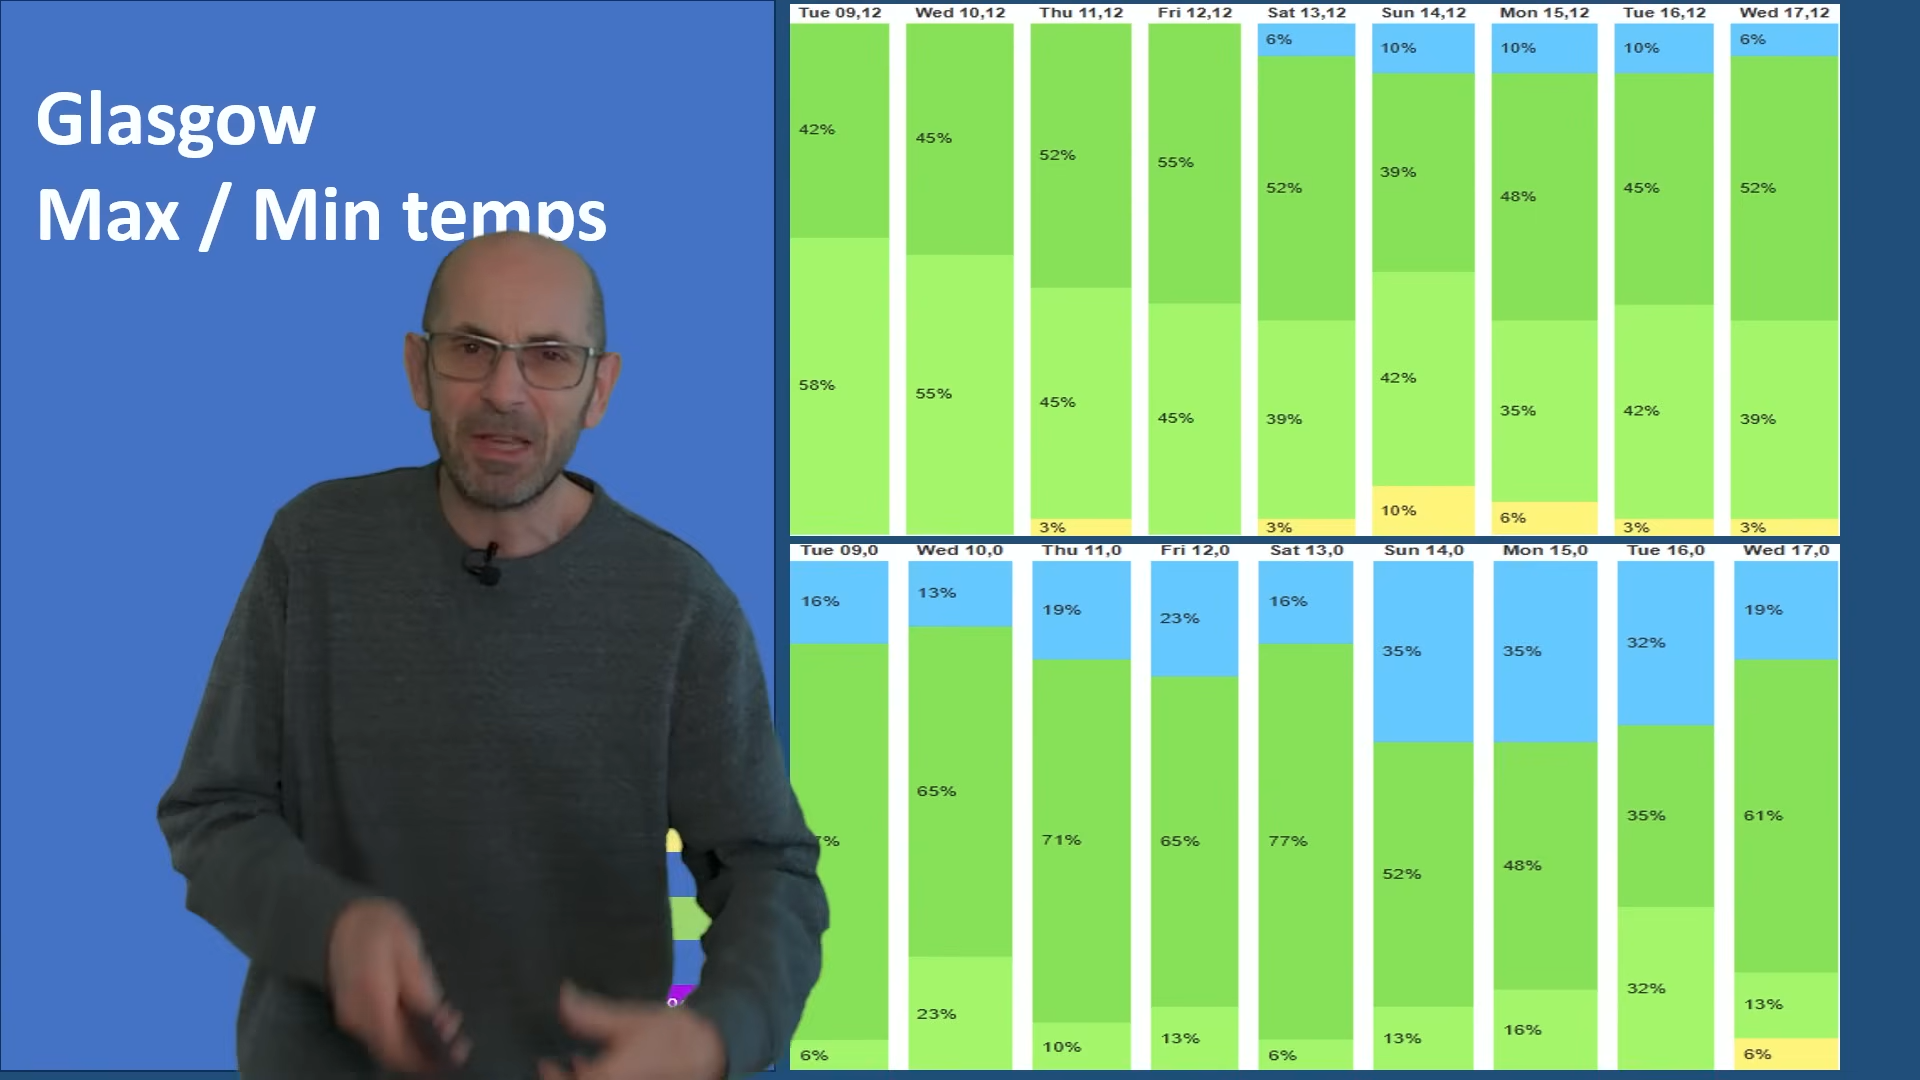 Glasgow
Max / Min temps
Tue 09,12 Wed 10,12 Thu 11,12 Fri 12,12 Sat 13,12 Sun 14,12 Mon 15,12 Tue 16,12 Wed 17,12
6% 10% 10% 10% 6%
42% 45% 52% 55% 52% 39% 48% 45% 52%
58% 55% 45% 45% 39% 42% 35% 42% 39%
3% 3% 10% 6% 3% 3%
Tue 09,0 Wed 10,0 Thu 11,0 Fri 12,0 Sat 13,0 Sun 14,0 Mon 15,0 Tue 16,0 Wed 17,0
16% 13% 19% 23% 16% 35% 35% 32% 19%
65% 71% 65% 77% 52% 48% 35% 61%
6% 23% 10% 13% 6% 13% 16% 32% 13%
6%